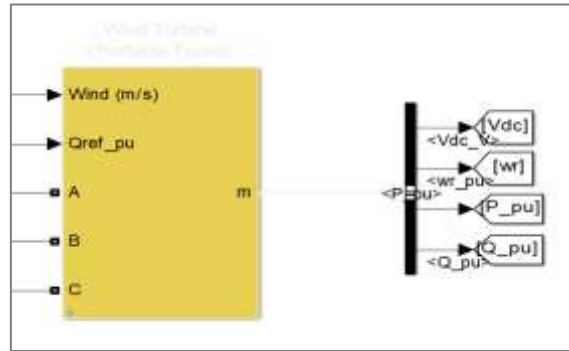 Wind Turbine
Wind (m/s)
Qref_pu
A
B
C
m
[Vdc]
<Vdc_V>
[wr]
<wr_pu>
<P_pu>
[P_pu]
[Q_pu]
<Q_pu>